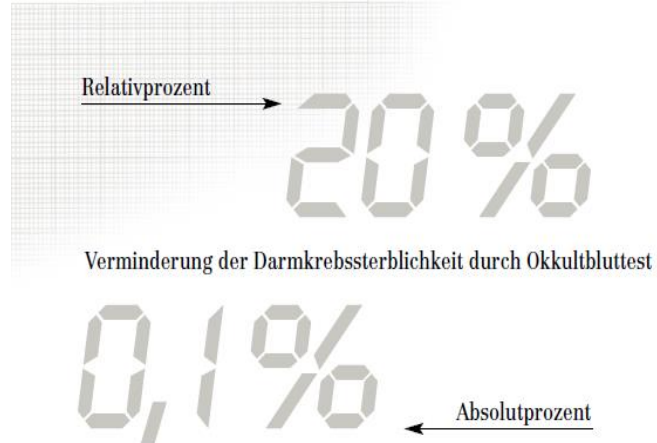 Relativprozent
20 %
Verminderung der Darmkrebssterblichkeit durch Okkultbluttest
0,1%
Absolutprozent